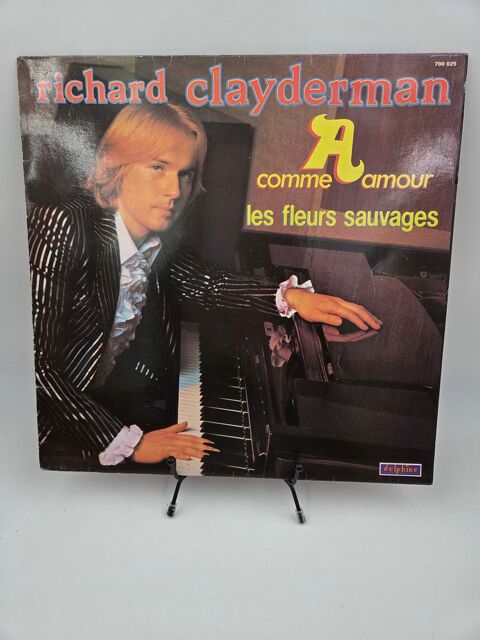 700 025
richard clayderman
A
comme amour
les fleurs sauvages
delphine